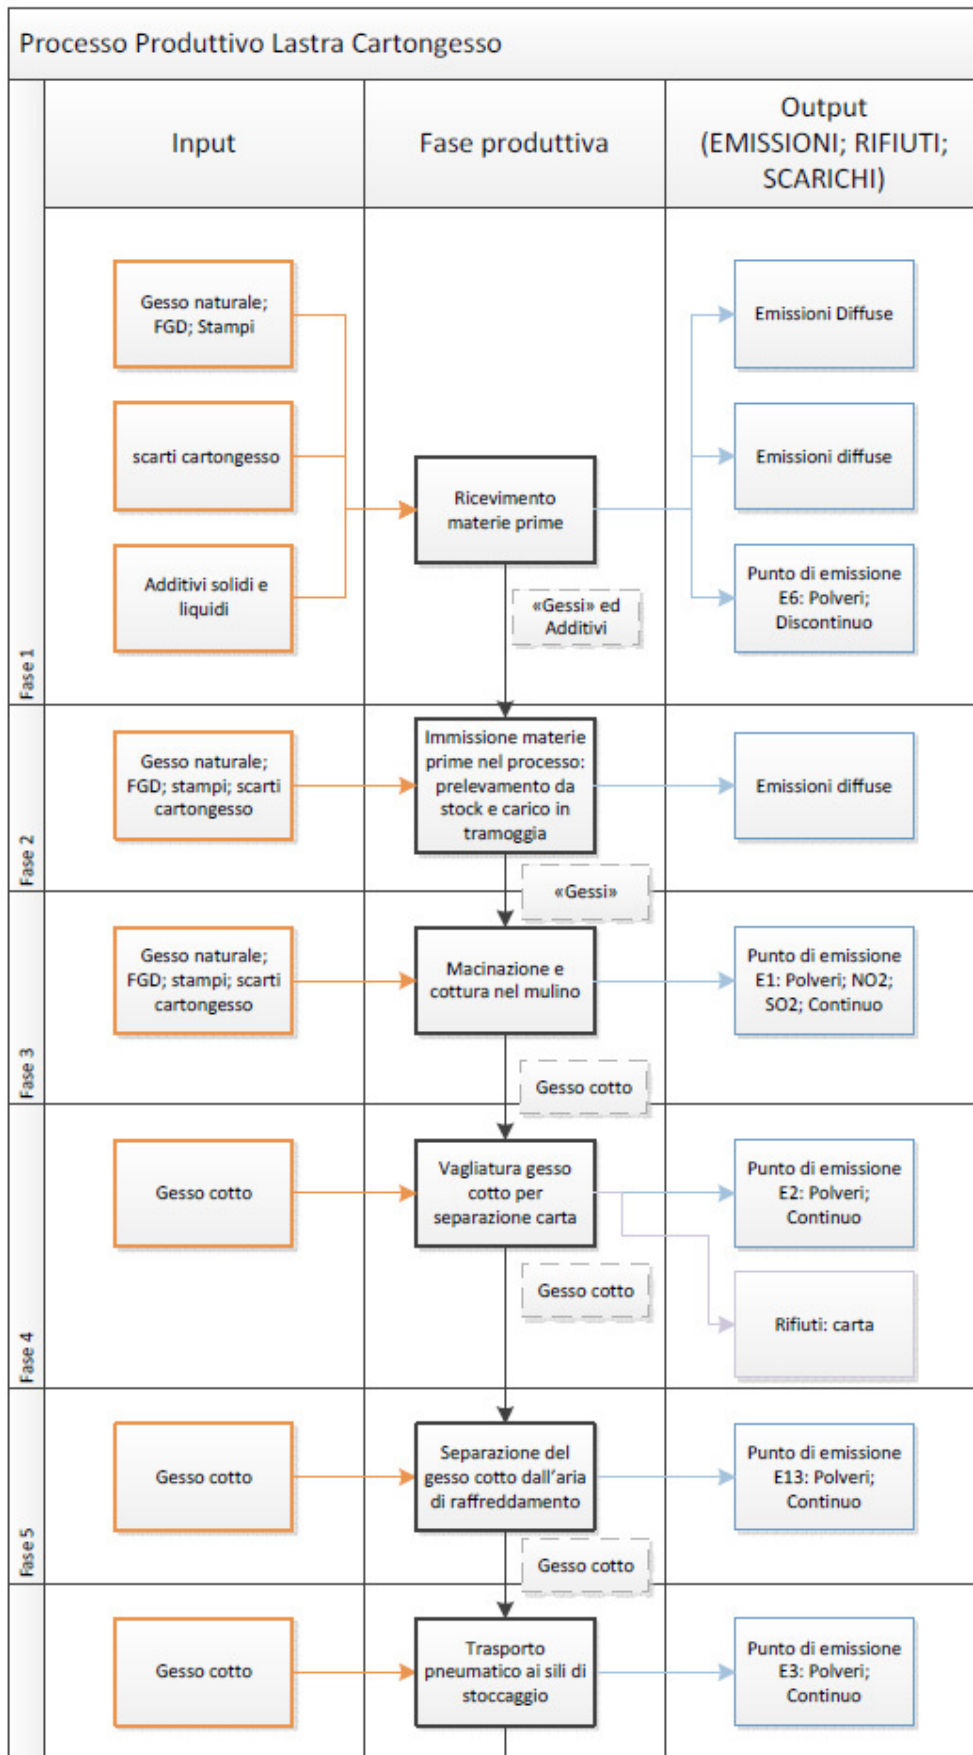 Processo Produttivo Lastra Cartongesso
Input
Fase produttiva
Output
(EMISSIONI; RIFIUTI;
SCARICHI)
Fase 1
Gesso naturale;
FGD; Stampi
scarti cartongesso
Additivi solidi e
liquidi
Ricevimento
materie prime
Emissioni Diffuse
Emissioni diffuse
Punto di emissione
E6: Polveri;
Discontinuo
«Gessi» ed
Additivi
Fase 2
Gesso naturale;
FGD; stampi; scarti
cartongesso
Immissione materie
prime nel processo:
prelevamento da
stock e carico in
tramoggia
Emissioni diffuse
«Gessi»
Fase 3
Gesso naturale;
FGD; stampi; scarti
cartongesso
Macinazione e
cottura nel mulino
Punto di emissione
E1: Polveri; NO2;
SO2; Continuo
Gesso cotto
Fase 4
Gesso cotto
Vagliatura gesso
cotto per
separazione carta
Punto di emissione
E2: Polveri;
Continuo
Gesso cotto
Rifiuti: carta
Fase 5
Gesso cotto
Separazione del
gesso cotto dall'aria
di raffreddamento
Punto di emissione
E13: Polveri;
Continuo
Gesso cotto
Gesso cotto
Trasporto
pneumatico ai sili di
stoccaggio
Punto di emissione
E3: Polveri;
Continuo